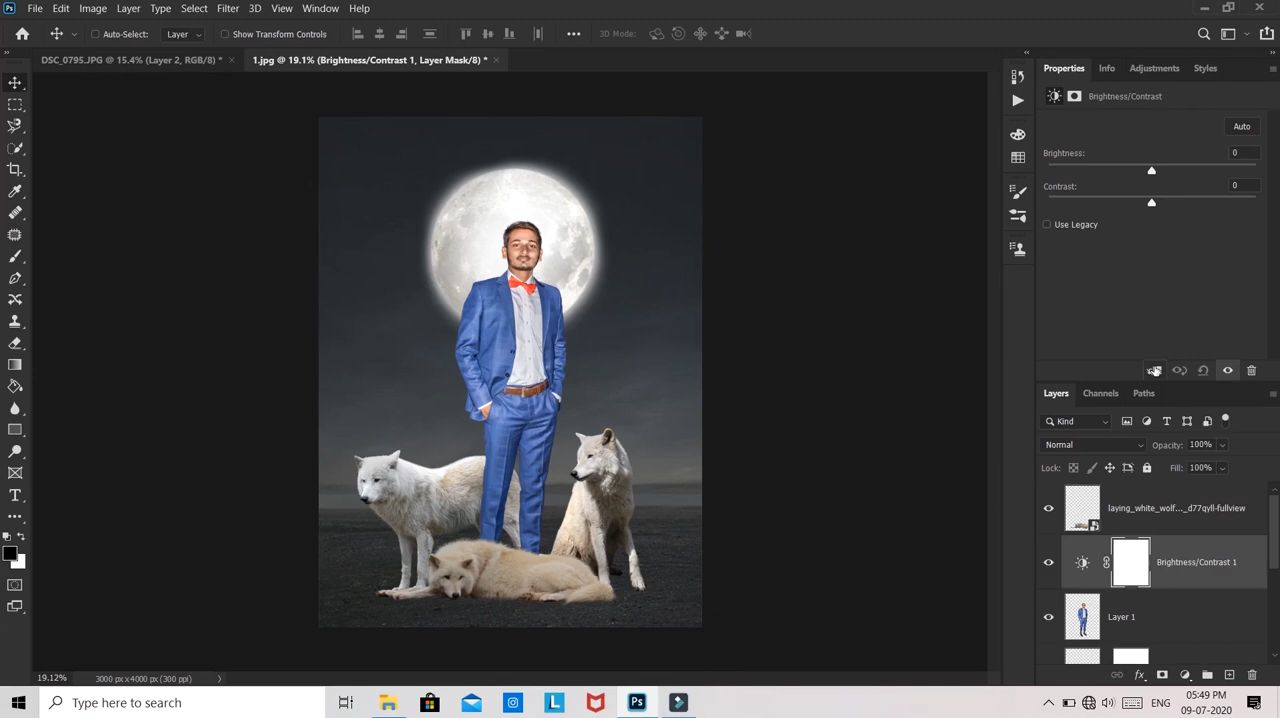 Ps File Edit Image Layer Type Select Filter 3D View Window Help
Auto-Select: Layer Show Transform Controls 3D Mode:
DSC_0795.JPG @ 15.4% (Layer 2, RGB/8) * × 1.jpg @ 19.1% (Brightness/Contrast 1, Layer Mask/8) * ×
Properties Info Adjustments Styles
Brightness/Contrast
Auto
Brightness: 0
Contrast: 0
Use Legacy
Layers Channels Paths
Kind
Normal Opacity: 100%
Lock: Fill: 100%
laying_white_wolf..._d77qyll-fullview
Brightness/Contrast 1
Layer 1
19.12% 3000 px x 4000 px (300 ppi)
Type here to search
Ps
ENG
05:49 PM
09-07-2020